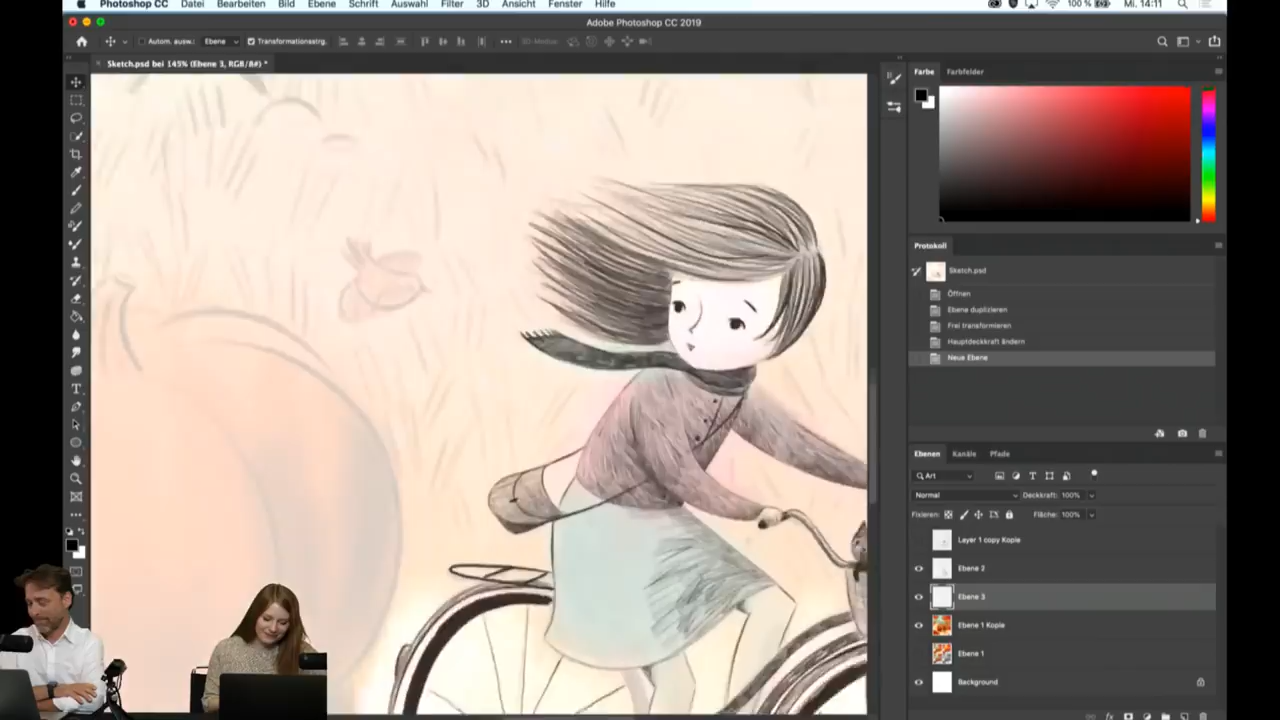 Photoshop CC Datei Bearbeiten Bild Ebene Schrift Auswahl Filter 3D Ansicht Fenster Hilfe 100 % Mi. 14:11
Adobe Photoshop CC 2019
Autom. ausw.: Ebene Transformationsstrg. 3D-Modus:
Sketch.psd bei 145% (Ebene 3, RGB/8#) *
Farbe Farbfelder
Protokoll
Sketch.psd
Öffnen
Ebene duplizieren
Frei transformieren
Hauptdeckkraft ändern
Neue Ebene
Ebenen Kanäle Pfade
Art
Normal Deckkraft: 100%
Fixieren: Fläche: 100%
Layer 1 copy Kopie
Ebene 2
Ebene 3
Ebene 1 Kopie
Ebene 1
Background